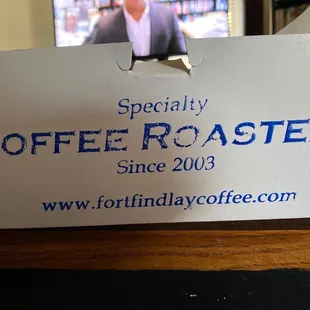 Specialty
OFFEE ROASTE
Since 2003
www.fortfindlaycoffee.com